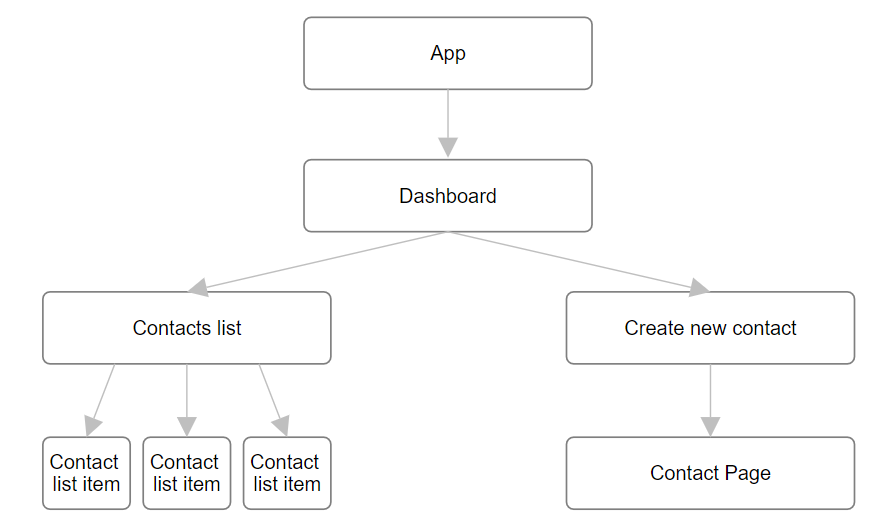 App
Dashboard
Contacts list
Create new contact
Contact
list item
Contact
list item
Contact
list item
Contact Page